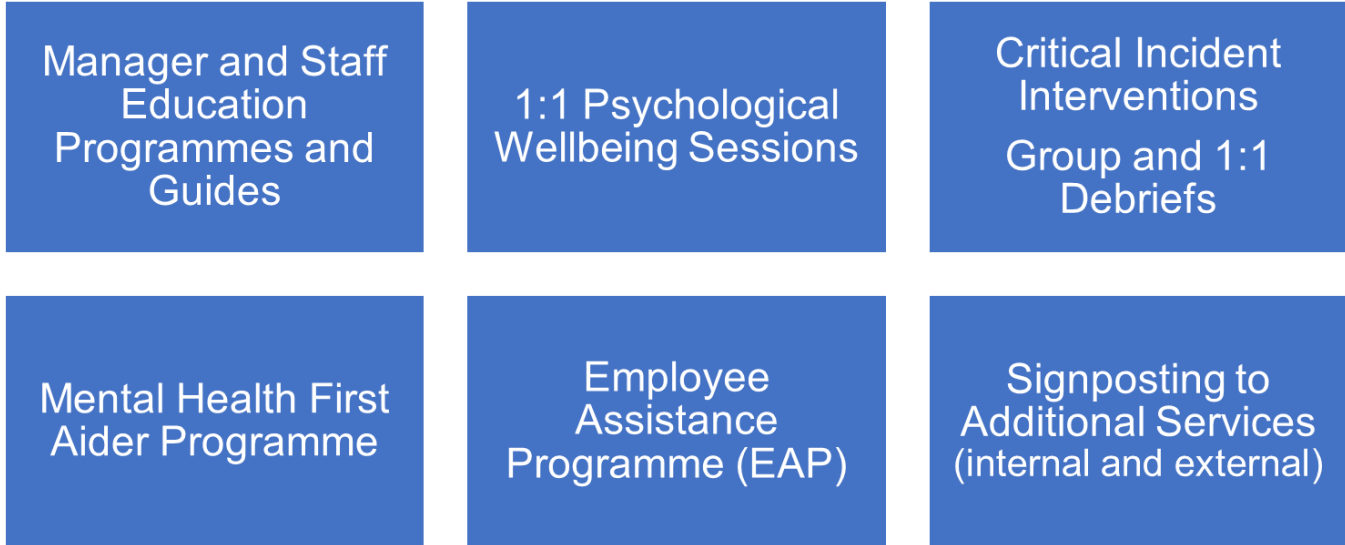 Manager and Staff
Education
Programmes and
Guides
1:1 Psychological
Wellbeing Sessions
Critical Incident
Interventions
Group and 1:1
Debriefs
Mental Health First
Aider Programme
Employee
Assistance
Programme (EAP)
Signposting to
Additional Services
(internal and external)